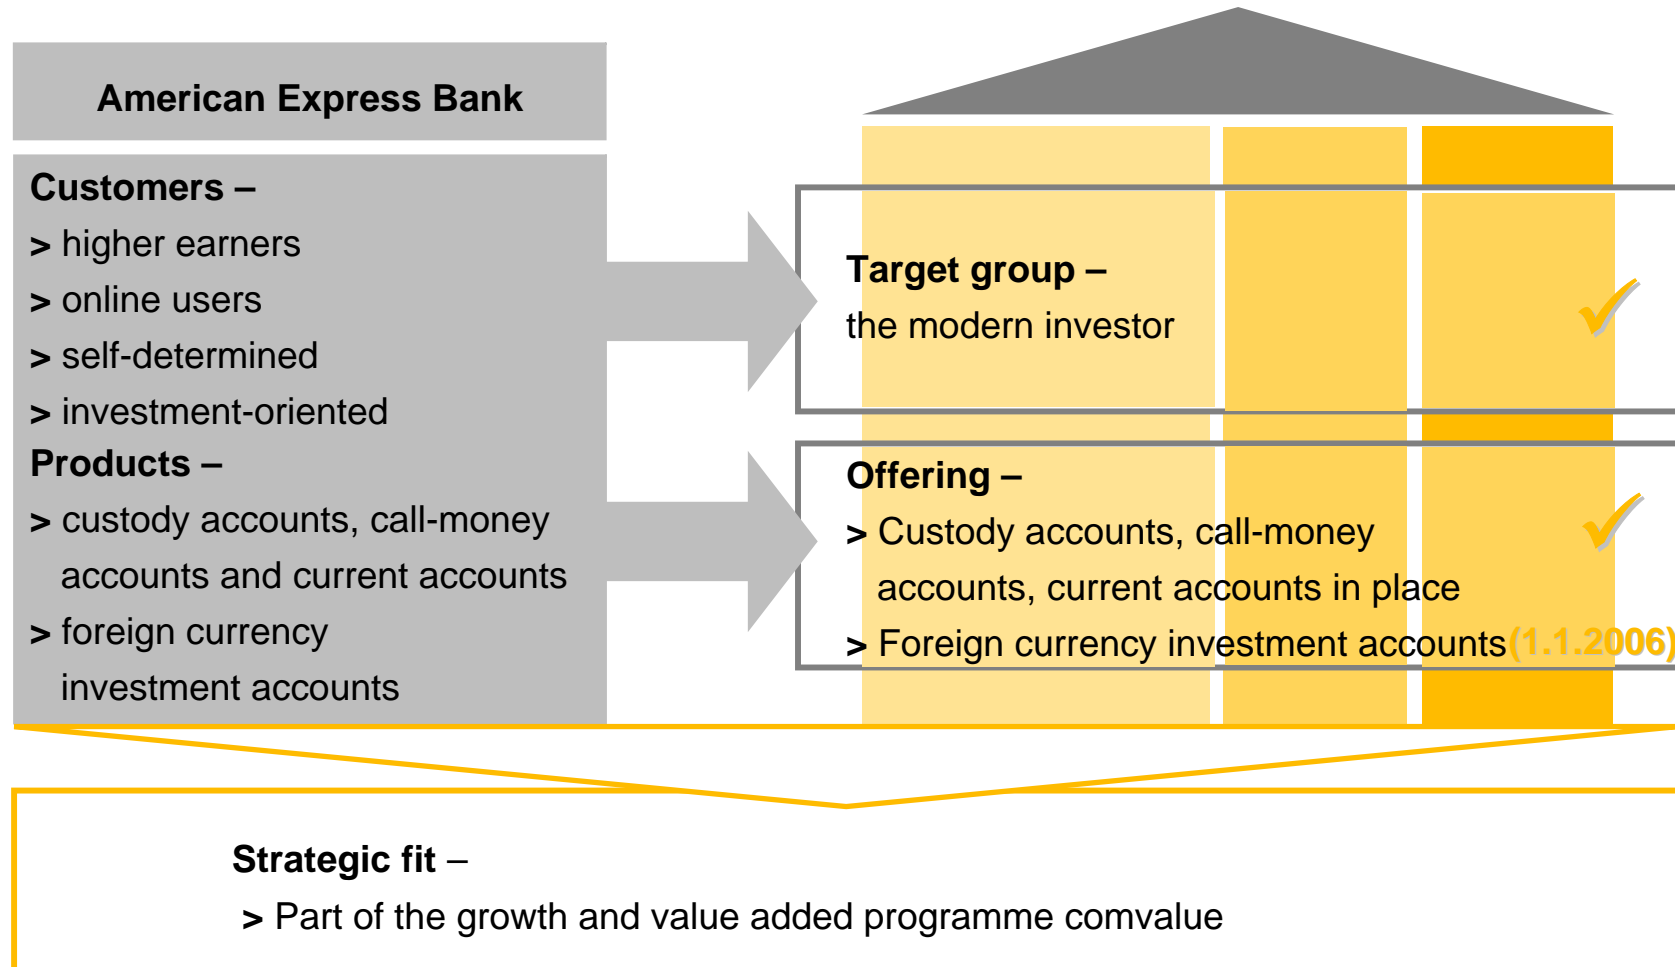 American Express Bank
Customers –
> higher earners
> online users
> self-determined
> investment-oriented
Products –
> custody accounts, call-money
accounts and current accounts
> foreign currency
investment accounts
Target group –
the modern investor
Offering –
> Custody accounts, call-money
accounts, current accounts in place
> Foreign currency investment accounts (1.1.2006)
Strategic fit –
> Part of the growth and value added programme comvalue